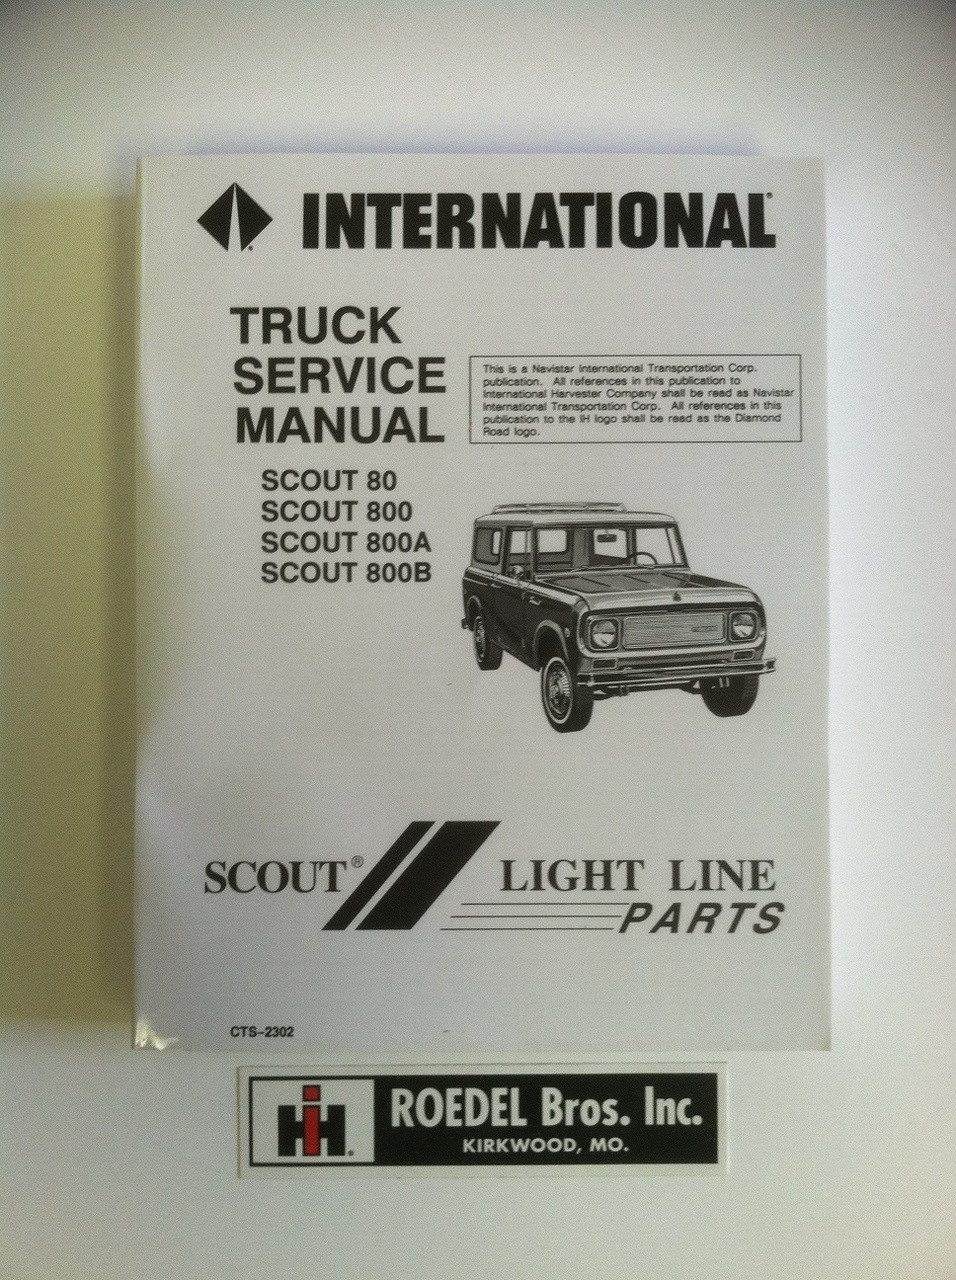 INTERNATIONAL®
TRUCK
SERVICE
MANUAL
This is a Navistar International Transportation Corp.
publication. All references in this publication to
International Harvester Company shall be read as Navistar
International Transportation Corp. All references in this
publication to the IH logo shall be read as the Diamond
Road logo.
SCOUT 80
SCOUT 800
SCOUT 800A
SCOUT 800B
SCOUT® LIGHT LINE
PARTS
CTS-2302
IH® ROEDEL Bros. Inc.
KIRKWOOD, MO.